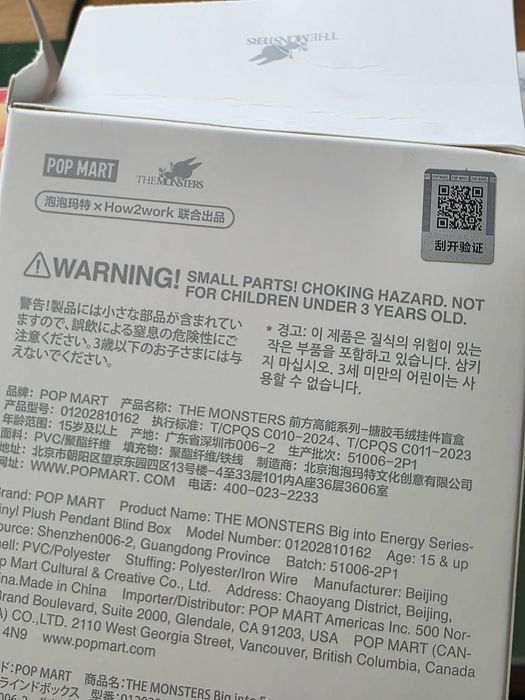 THE MONSTERS
POP MART
THE MONSTERS
泡泡玛特 × How2work 联合出品
POP MART POP MART POP MART
刮开验证
WARNING! SMALL PARTS! CHOKING HAZARD. NOT
FOR CHILDREN UNDER 3 YEARS OLD.
警告!製品には小さな部品が含まれてい
ますので、誤飲による窒息の危険性にご
注意ください。3歳以下のお子さまには与
えないでください。
* 경고: 이 제품은 질식의 위험이 있는
작은 부품을 포함하고 있습니다. 삼키
지 마십시오. 3세 미만의 어린이는 사
용할 수 없습니다.
品牌: POP MART 产品名称: THE MONSTERS 前方高能系列-搪胶毛绒挂件盲盒
产品型号: 01202810162 执行标准: T/CPQS C010-2024、T/CPQS C011-2023
年龄范围: 15岁及以上 产地: 广东省深圳市006-2 生产批次: 51006-2P1
面料: PVC/聚酯纤维 填充物: 聚酯纤维/铁线 制造商: 北京泡泡玛特文化创意有限公司
地址: 北京市朝阳区望京东园四区13号楼-4至33层101内A座36层3606室
网址: WWW.POPMART.COM 电话: 400-023-2233
Brand: POP MART Product Name: THE MONSTERS Big into Energy Series-
Vinyl Plush Pendant Blind Box Model Number: 01202810162 Age: 15 & up
Source: Shenzhen006-2, Guangdong Province Batch: 51006-2P1
Shell: PVC/Polyester Stuffing: Polyester/Iron Wire Manufacturer: Beijing
Pop Mart Cultural & Creative Co., Ltd. Address: Chaoyang District, Beijing,
China.Made in China Importer/Distributor: POP MART Americas Inc. 500 Nor-
Brand Boulevard, Suite 2000, Glendale, CA 91203, USA POP MART (CAN-
A) CO.,LTD. 2110 West Georgia Street, Vancouver, British Columbia, Canada
4N9 www.popmart.com
ド: POP MART 商品名: THE MONSTERS Big into
ラインドボックス 型番: